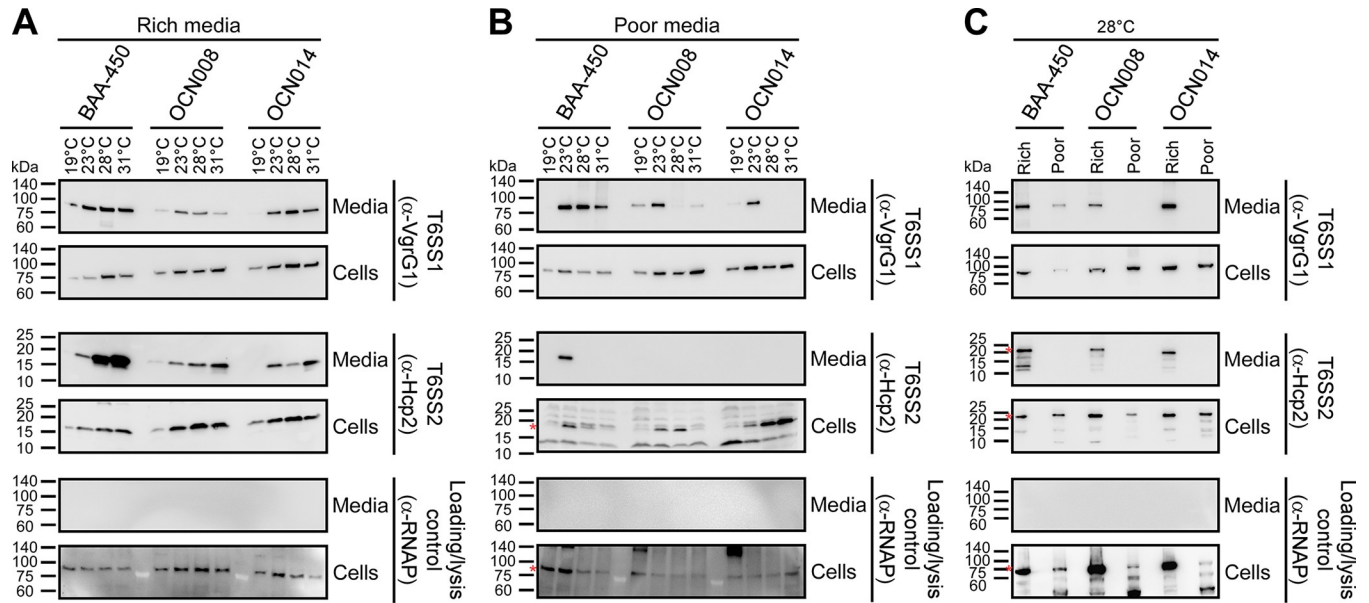 A
Rich media
BAA-450
OCN008
OCN014
19°C
23°C
28°C
31°C
19°C
23°C
28°C
31°C
19°C
23°C
28°C
31°C
kDa
140
100
75
60
Media
140
100
75
60
Cells
T6SS1
(α-VgrG1)
25
20
15
10
Media
25
20
15
10
Cells
T6SS2
(α-Hcp2)
140
100
75
60
Media
140
100
75
60
Cells
Loading/lysis
control
(α-RNAP)
B
Poor media
BAA-450
OCN008
OCN014
19°C
23°C
28°C
31°C
19°C
23°C
28°C
31°C
19°C
23°C
28°C
31°C
kDa
140
100
75
60
Media
140
100
75
60
Cells
T6SS1
(α-VgrG1)
25
20
15
10
Media
25
20
*
15
10
Cells
T6SS2
(α-Hcp2)
140
100
75
60
Media
140
100
*
75
60
Cells
Loading/lysis
control
(α-RNAP)
C
28°C
BAA-450
OCN008
OCN014
Rich
Poor
Rich
Poor
Rich
Poor
kDa
140
100
75
60
Media
140
100
75
60
Cells
T6SS1
(α-VgrG1)
25
20
*
15
10
Media
25
20
*
15
10
Cells
T6SS2
(α-Hcp2)
140
100
75
60
Media
140
100
75
*
60
Cells
Loading/lysis
control
(α-RNAP)